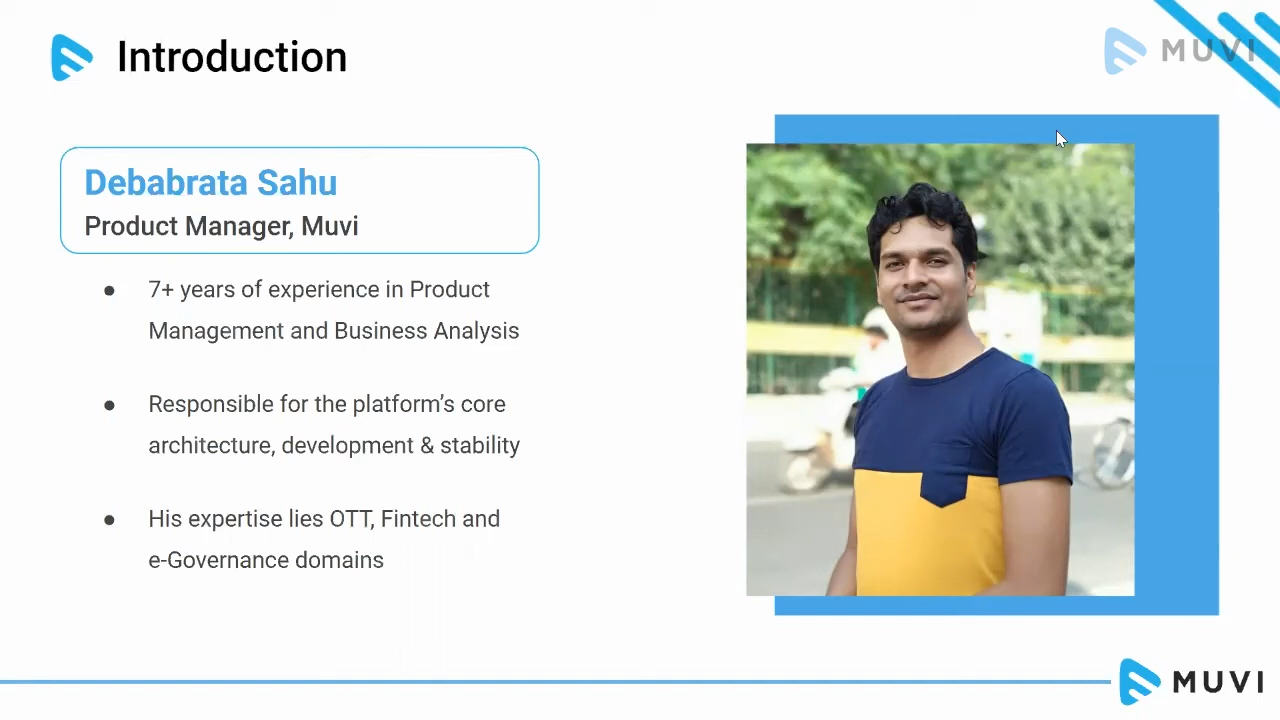 Introduction
MUVI
Debabrata Sahu
Product Manager, Muvi
● 7+ years of experience in Product
Management and Business Analysis
● Responsible for the platform’s core
architecture, development & stability
● His expertise lies OTT, Fintech and
e-Governance domains
MUVI